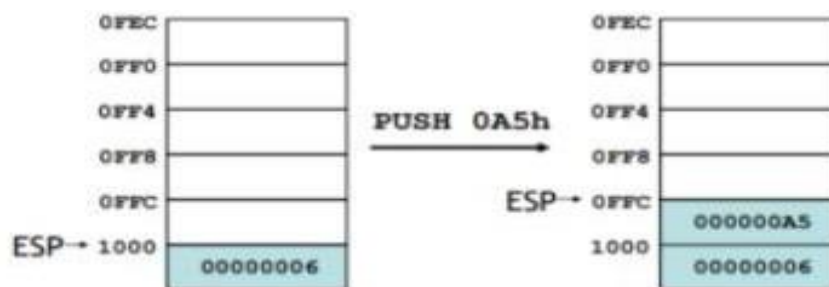 0FEC 0FEC
0FF0 0FF0
0FF4 PUSH 0A5h 0FF4
0FF8 0FF8
0FFC ESP 0FFC
000000A5
ESP 1000 1000
00000006 00000006